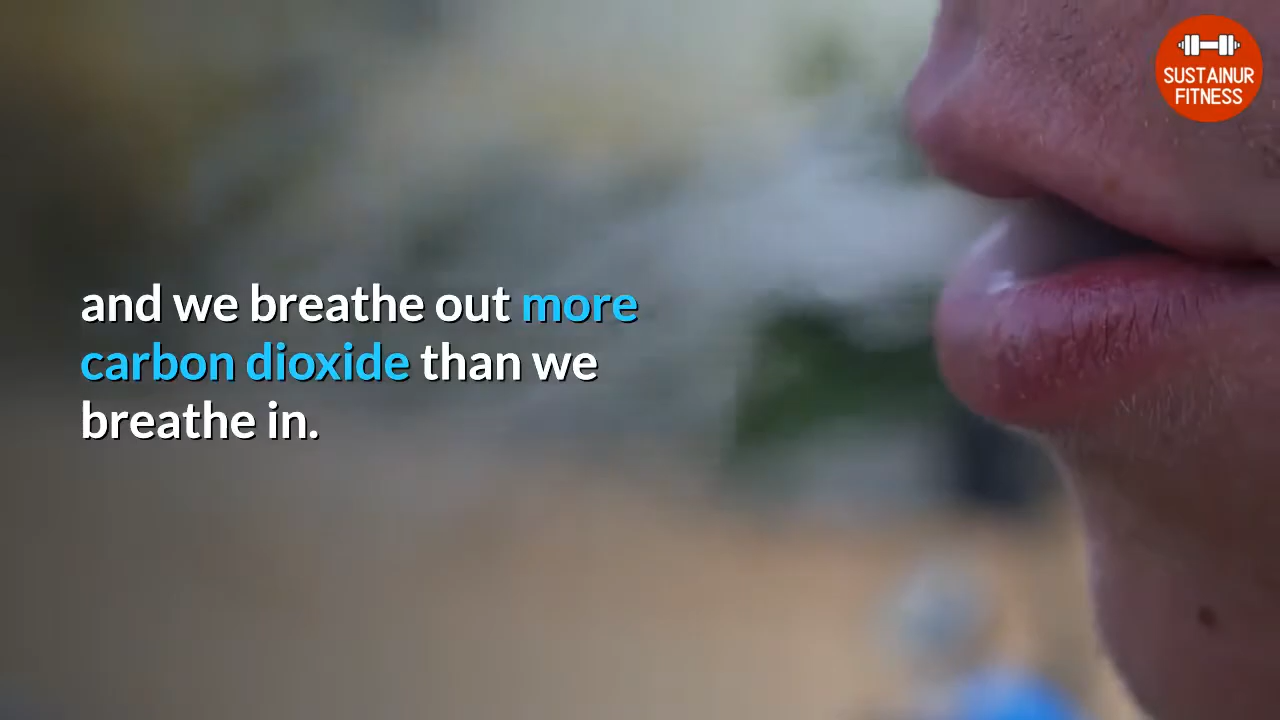 SUSTAINUR
FITNESS
and we breathe out more
carbon dioxide than we
breathe in.